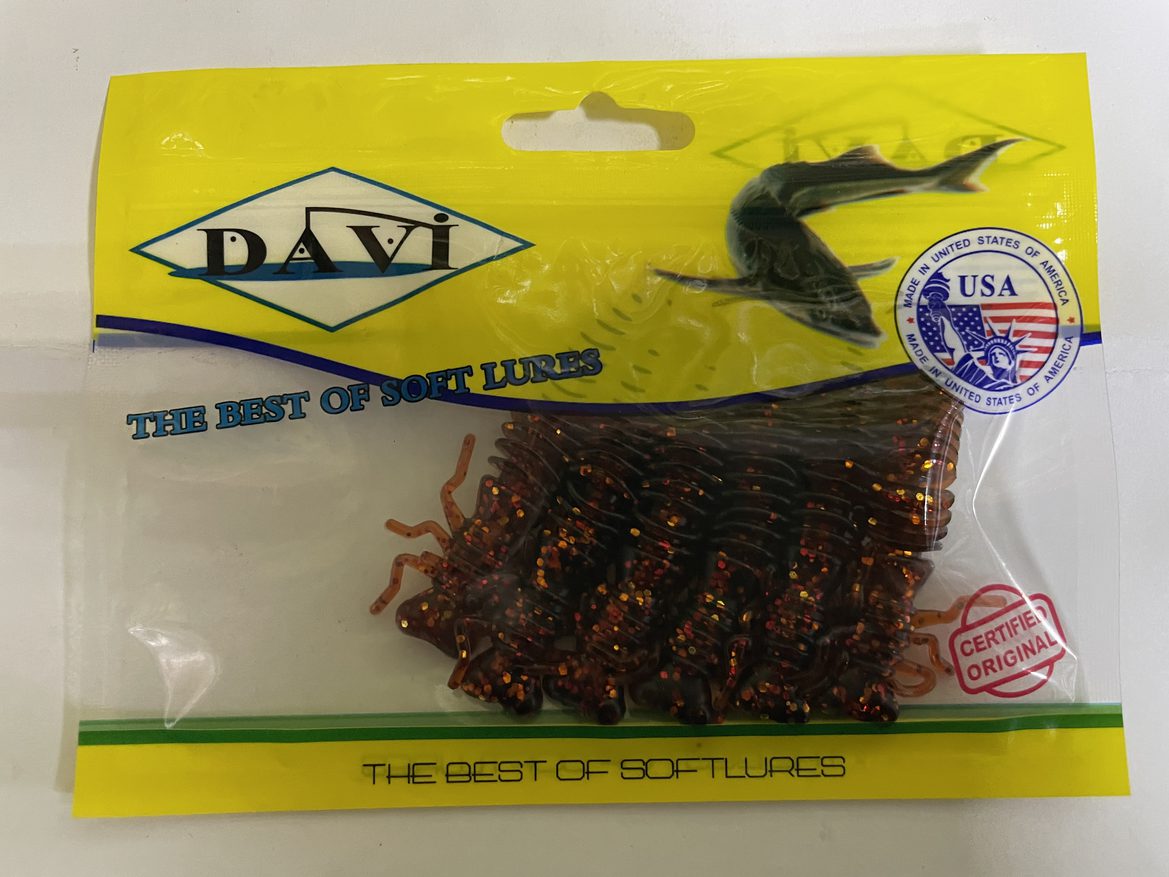 DAVİ
DAVİ
MADE IN UNITED STATES OF AMERICA
USA
MADE IN UNITED STATES OF AMERICA
THE BEST OF SOFT LURES
CERTIFIED
ORIGINAL
THE BEST OF SOFTLURES